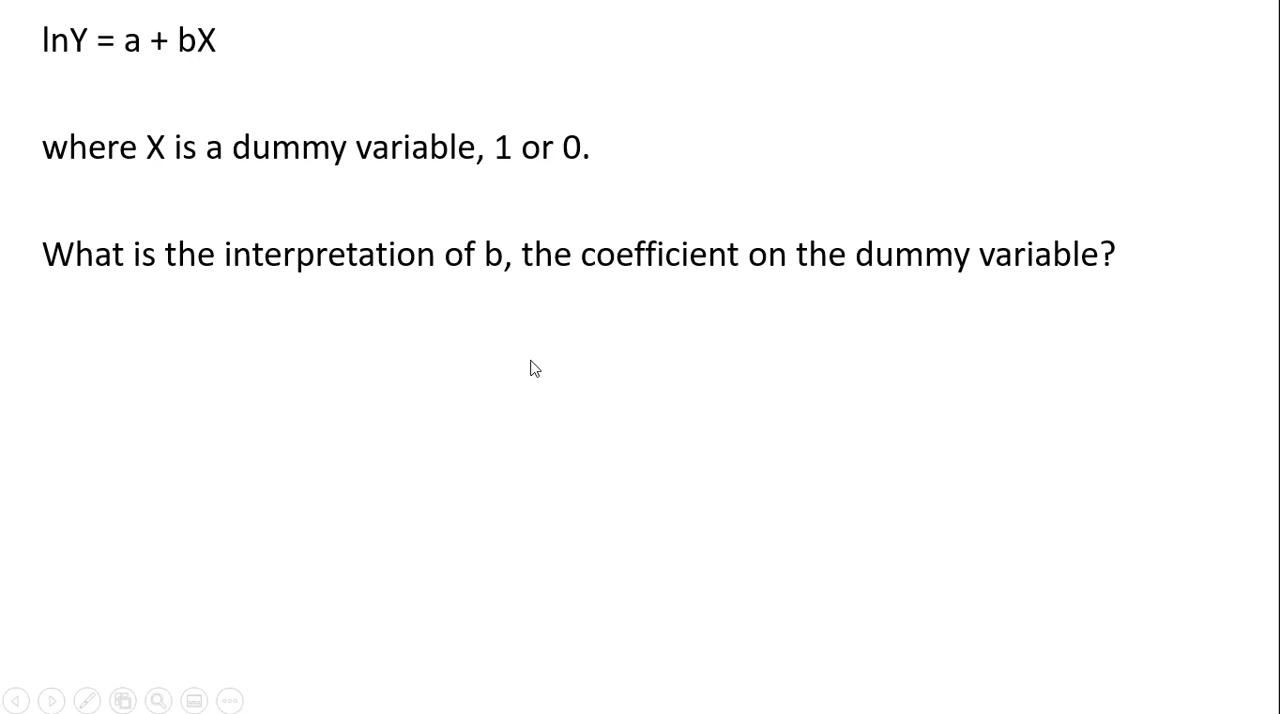 lnY = a + bX
where X is a dummy variable, 1 or 0.
What is the interpretation of b, the coefficient on the dummy variable?